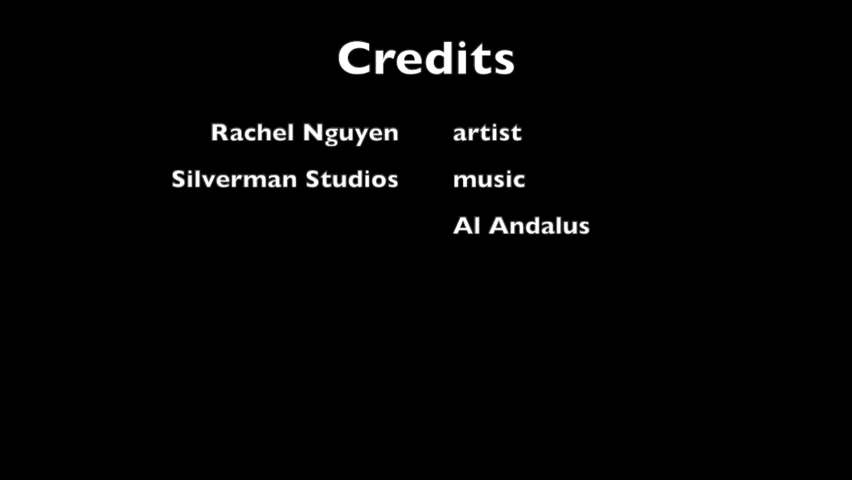 Credits
Rachel Nguyen artist
Silverman Studios music
Al Andalus